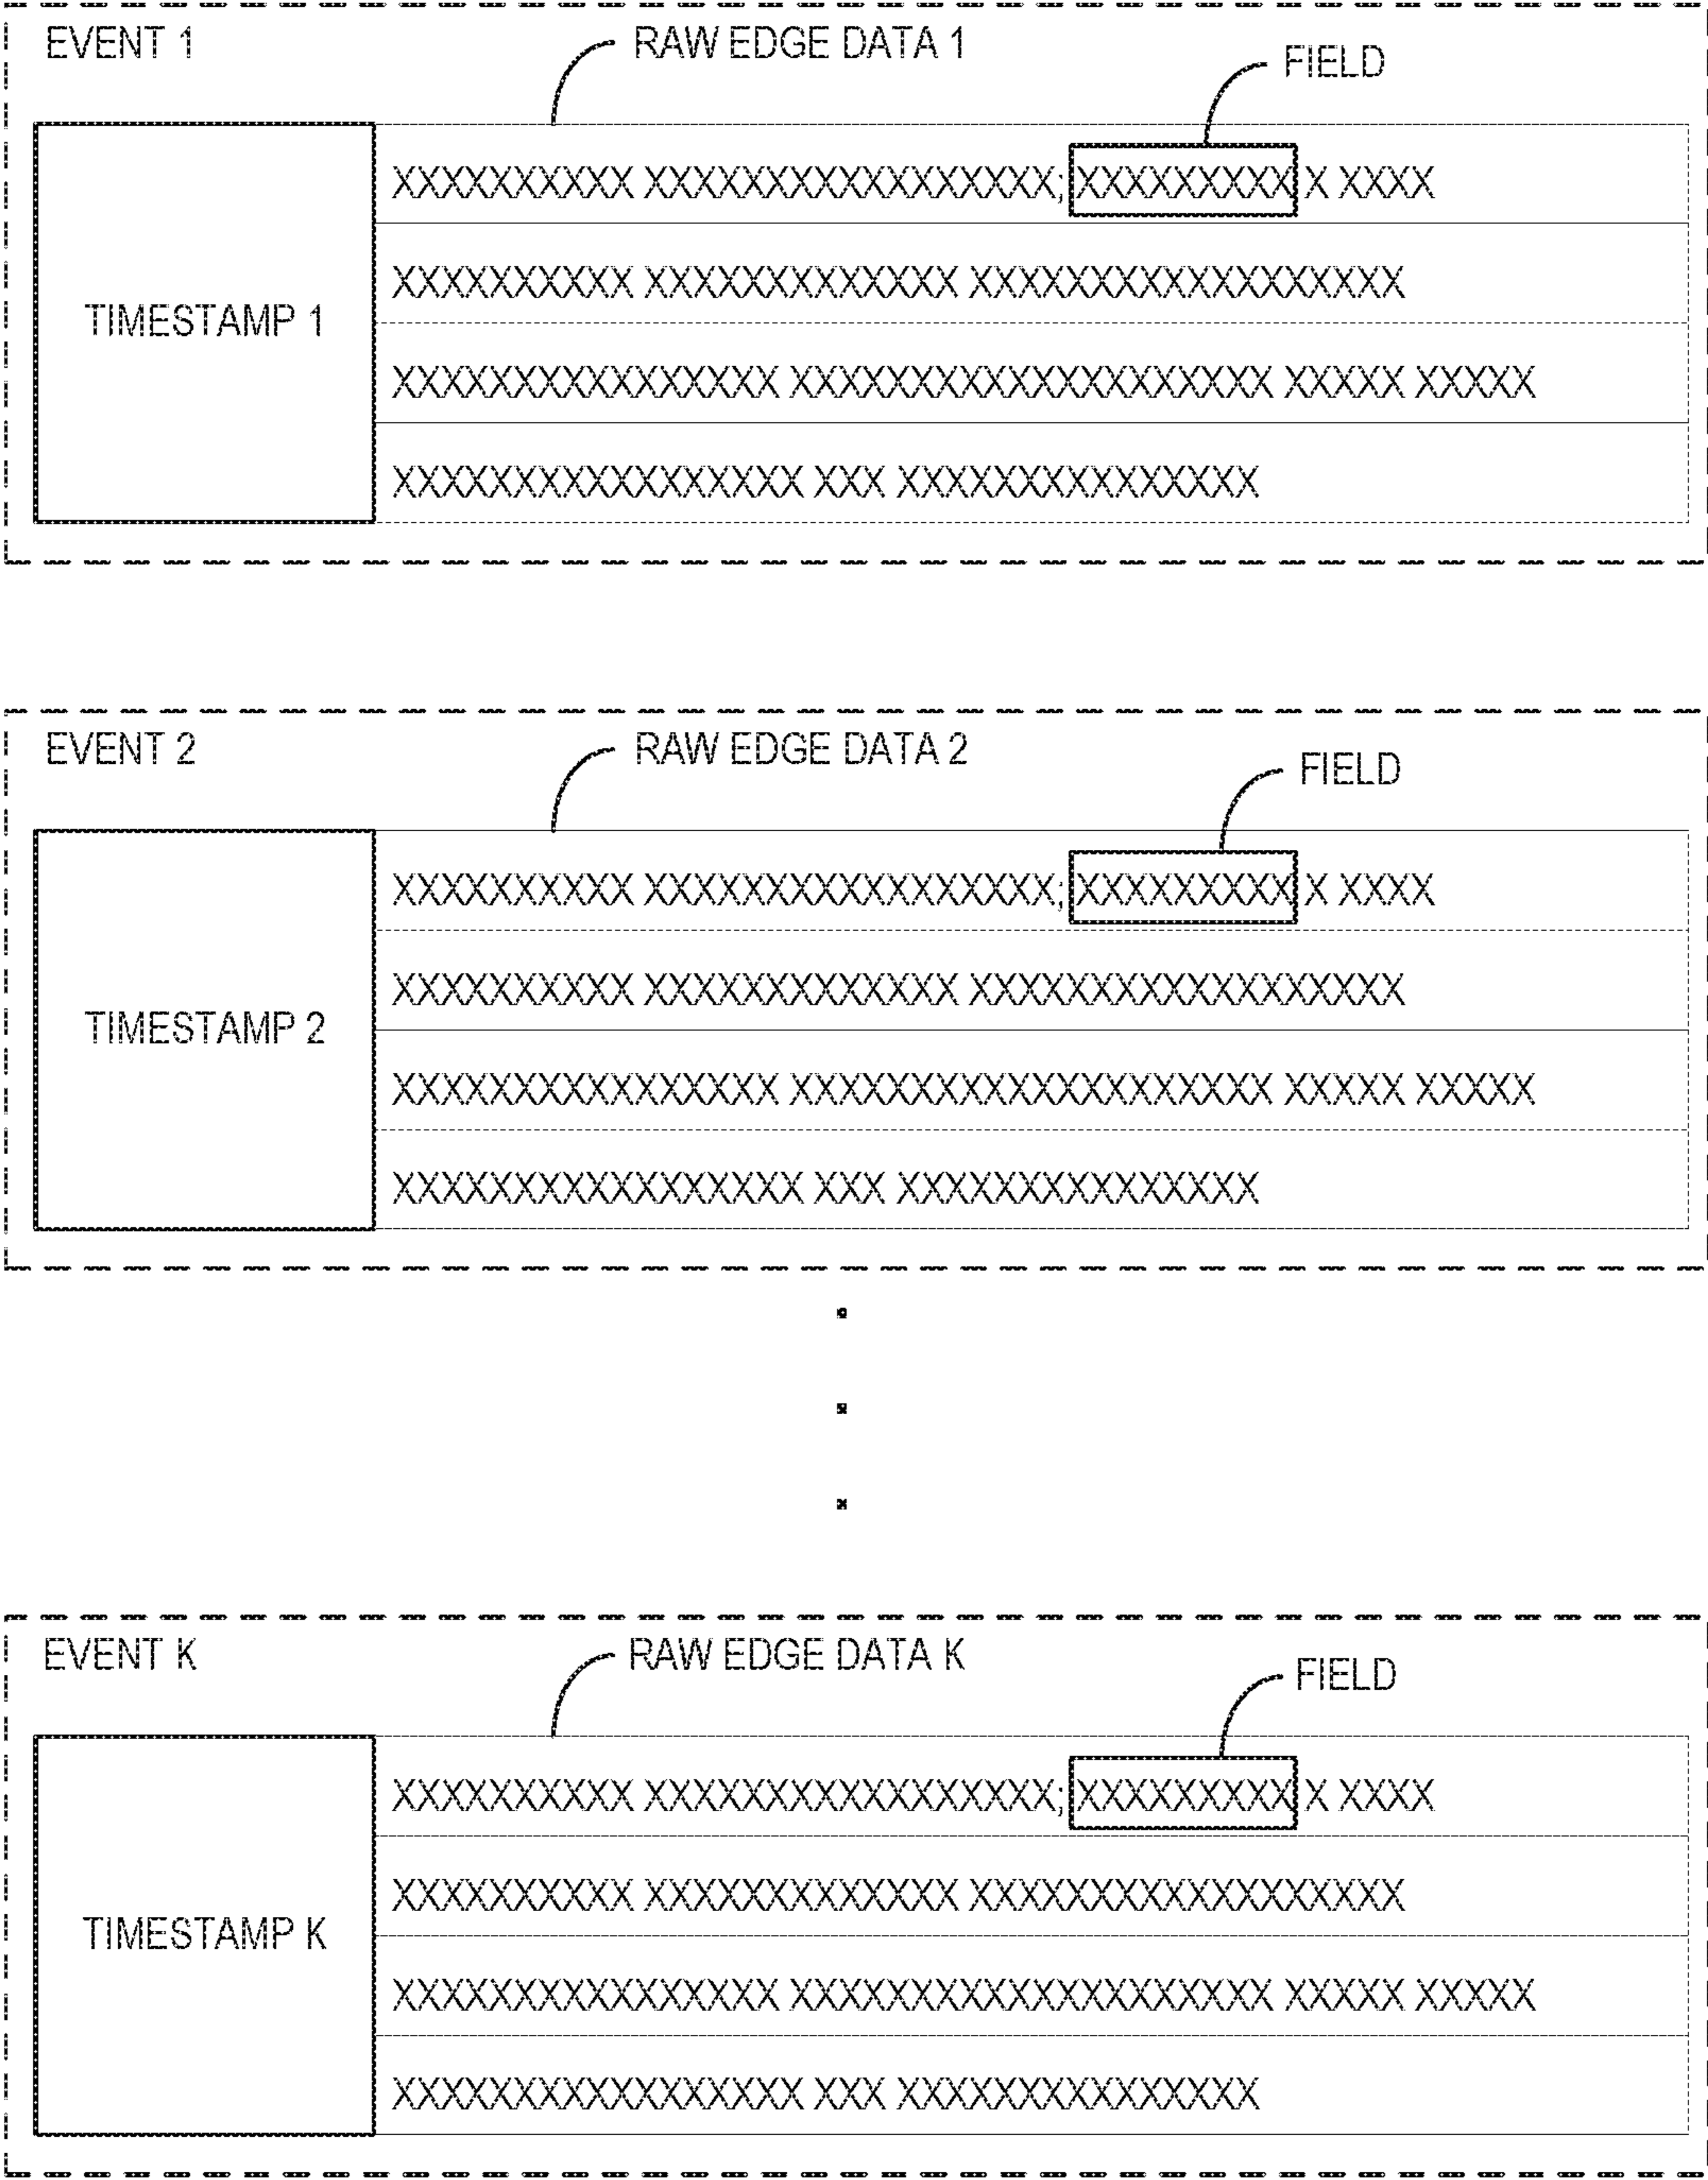 EVENT 1
RAW EDGE DATA 1
FIELD
TIMESTAMP 1
XXXXXXXXXX XXXXXXXXXXXXXXXXX; XXXXXXXXX X XXXX
XXXXXXXXXX XXXXXXXXXXXXX XXXXXXXXXXXXXXXXXX
XXXXXXXXXXXXXXXX XXXXXXXXXXXXXXXXXXXX XXXXX XXXXX
XXXXXXXXXXXXXXXXX XXX XXXXXXXXXXXXXXX
EVENT 2
RAW EDGE DATA 2
FIELD
TIMESTAMP 2
XXXXXXXXXX XXXXXXXXXXXXXXXXX; XXXXXXXXX X XXXX
XXXXXXXXXX XXXXXXXXXXXXX XXXXXXXXXXXXXXXXXX
XXXXXXXXXXXXXXXX XXXXXXXXXXXXXXXXXXXX XXXXX XXXXX
XXXXXXXXXXXXXXXXX XXX XXXXXXXXXXXXXXX
EVENT K
RAW EDGE DATA K
FIELD
TIMESTAMP K
XXXXXXXXXX XXXXXXXXXXXXXXXXX; XXXXXXXXX X XXXX
XXXXXXXXXX XXXXXXXXXXXXX XXXXXXXXXXXXXXXXXX
XXXXXXXXXXXXXXXX XXXXXXXXXXXXXXXXXXXX XXXXX XXXXX
XXXXXXXXXXXXXXXXX XXX XXXXXXXXXXXXXXX